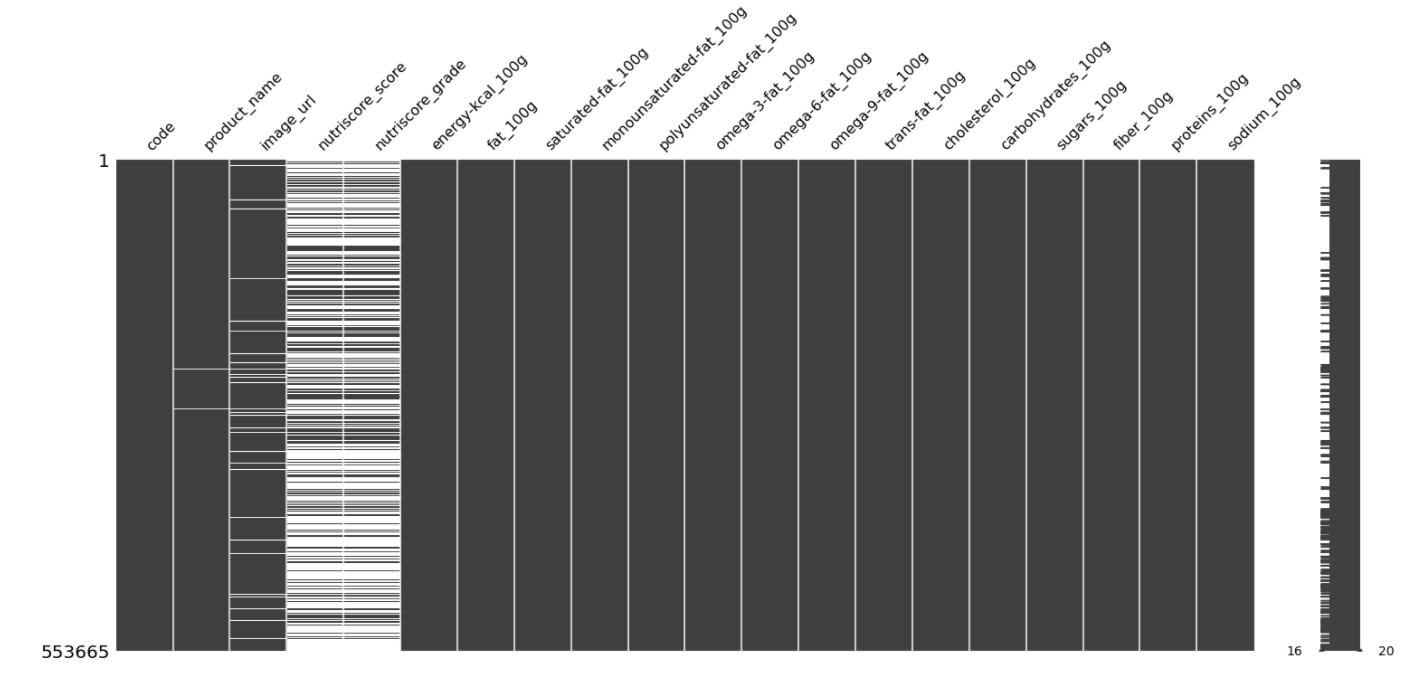 code
product_name
image_url
nutriscore_score
nutriscore_grade
energy-kcal_100g
fat_100g
saturated-fat_100g
monounsaturated-fat_100g
polyunsaturated-fat_100g
omega-3-fat_100g
omega-6-fat_100g
omega-9-fat_100g
trans-fat_100g
cholesterol_100g
carbohydrates_100g
sugars_100g
fiber_100g
proteins_100g
sodium_100g
1
553665
16
20